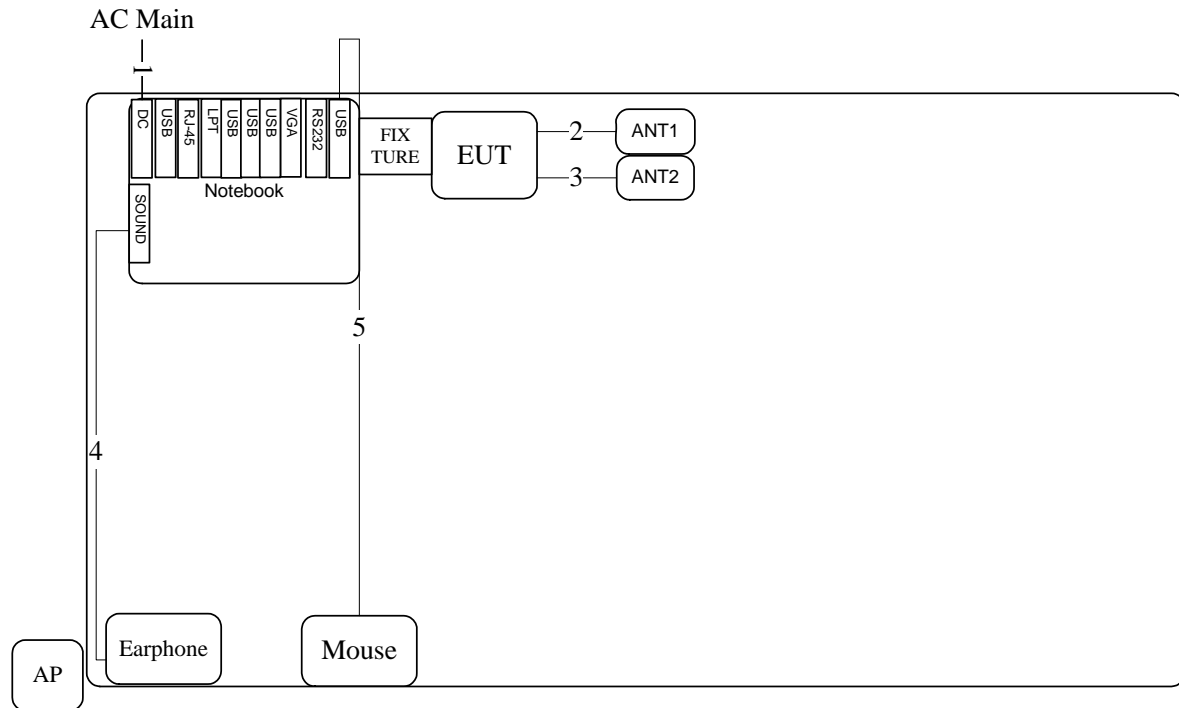 AC Main
1
DC
USB
RJ-45
LPT
USB
USB
USB
VGA
RS232
USB
FIX
TURE
EUT
2
ANT1
3
ANT2
Notebook
SOUND
5
4
Earphone
Mouse
AP